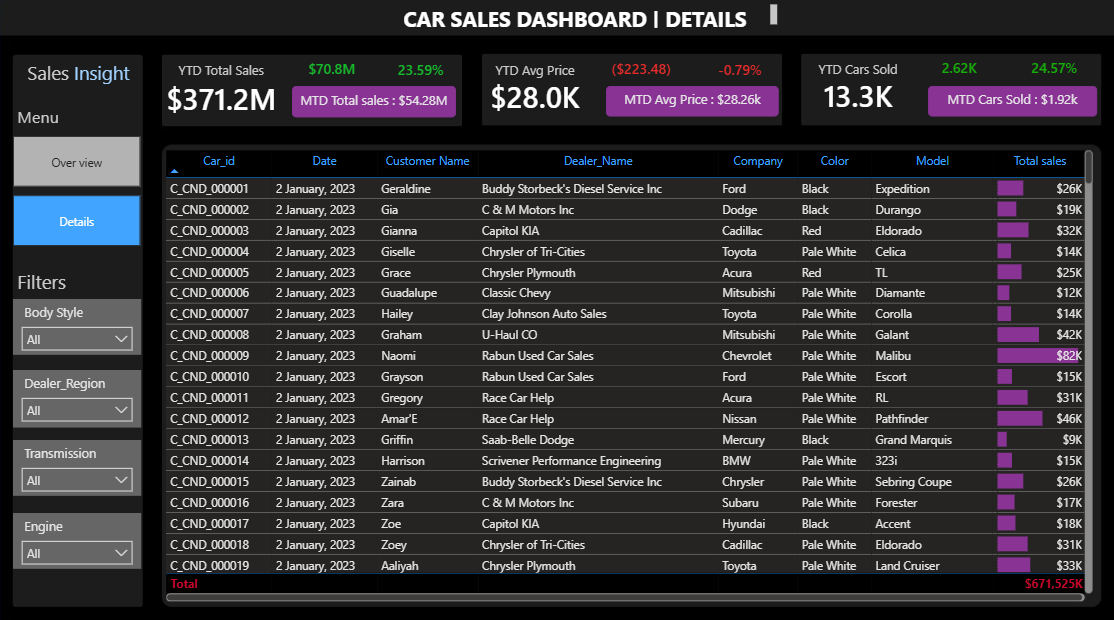 CAR SALES DASHBOARD | DETAILS
Sales Insight
Menu
Over view
Details
Filters
Body Style
All
Dealer_Region
All
Transmission
All
Engine
All
YTD Total Sales $70.8M 23.59%
$371.2M MTD Total sales : $54.28M
YTD Avg Price ($223.48) -0.79%
$28.0K MTD Avg Price : $28.26k
YTD Cars Sold 2.62K 24.57%
13.3K MTD Cars Sold : $1.92k
Car_id Date Customer Name Dealer_Name Company Color Model Total sales
C_CND_000001 2 January, 2023 Geraldine Buddy Storbeck's Diesel Service Inc Ford Black Expedition $26K
C_CND_000002 2 January, 2023 Gia C & M Motors Inc Dodge Black Durango $19K
C_CND_000003 2 January, 2023 Gianna Capitol KIA Cadillac Red Eldorado $32K
C_CND_000004 2 January, 2023 Giselle Chrysler of Tri-Cities Toyota Pale White Celica $14K
C_CND_000005 2 January, 2023 Grace Chrysler Plymouth Acura Red TL $25K
C_CND_000006 2 January, 2023 Guadalupe Classic Chevy Mitsubishi Pale White Diamante $12K
C_CND_000007 2 January, 2023 Hailey Clay Johnson Auto Sales Toyota Pale White Corolla $14K
C_CND_000008 2 January, 2023 Graham U-Haul CO Mitsubishi Pale White Galant $42K
C_CND_000009 2 January, 2023 Naomi Rabun Used Car Sales Chevrolet Pale White Malibu $82K
C_CND_000010 2 January, 2023 Grayson Rabun Used Car Sales Ford Pale White Escort $15K
C_CND_000011 2 January, 2023 Gregory Race Car Help Acura Pale White RL $31K
C_CND_000012 2 January, 2023 Amar'E Race Car Help Nissan Pale White Pathfinder $46K
C_CND_000013 2 January, 2023 Griffin Saab-Belle Dodge Mercury Black Grand Marquis $9K
C_CND_000014 2 January, 2023 Harrison Scrivener Performance Engineering BMW Pale White 323i $15K
C_CND_000015 2 January, 2023 Zainab Buddy Storbeck's Diesel Service Inc Chrysler Pale White Sebring Coupe $26K
C_CND_000016 2 January, 2023 Zara C & M Motors Inc Subaru Pale White Forester $17K
C_CND_000017 2 January, 2023 Zoe Capitol KIA Hyundai Black Accent $18K
C_CND_000018 2 January, 2023 Zoey Chrysler of Tri-Cities Cadillac Pale White Eldorado $31K
C_CND_000019 2 January, 2023 Aaliyah Chrysler Plymouth Toyota Pale White Land Cruiser $33K
Total $671,525K